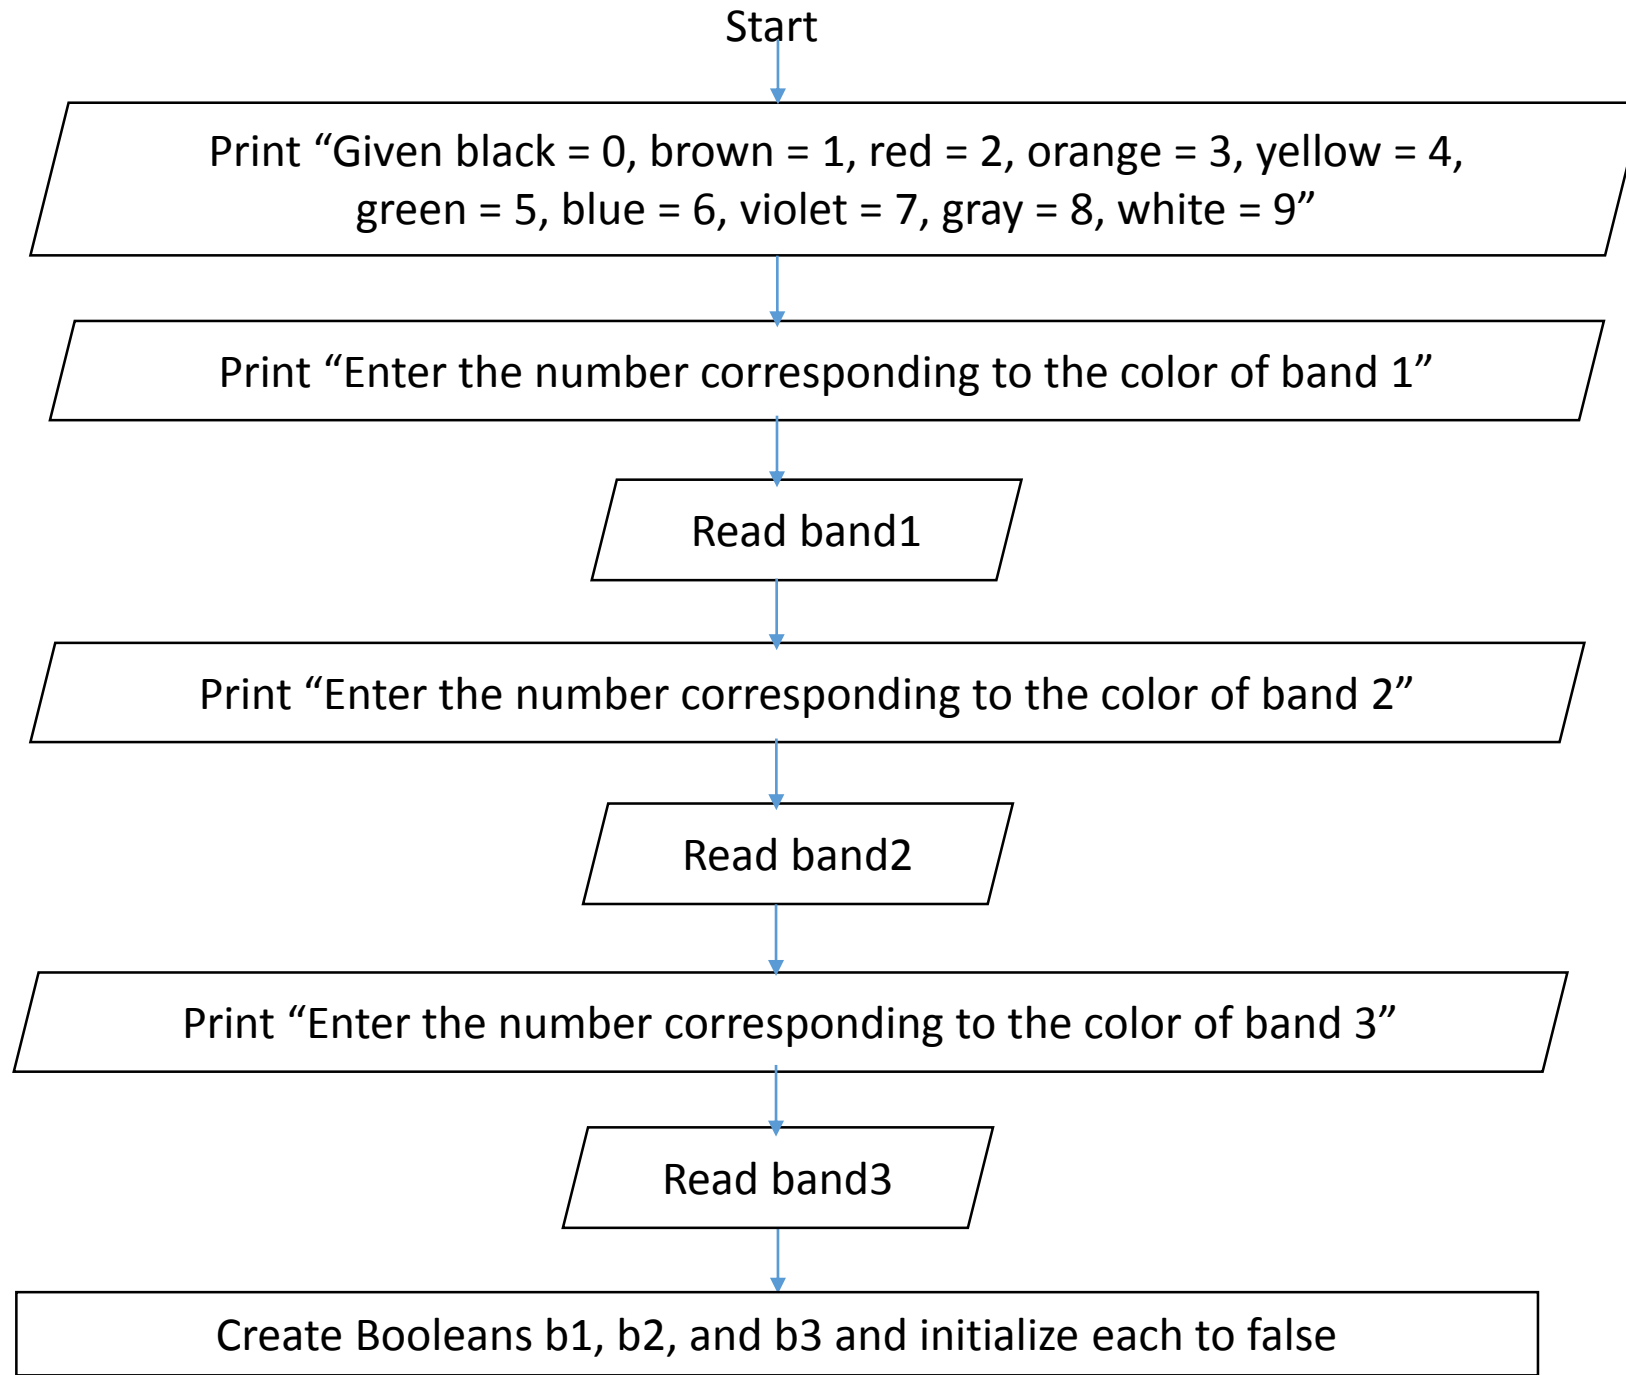 Start
Print “Given black = 0, brown = 1, red = 2, orange = 3, yellow = 4,
green = 5, blue = 6, violet = 7, gray = 8, white = 9”
Print “Enter the number corresponding to the color of band 1”
Read band1
Print “Enter the number corresponding to the color of band 2”
Read band2
Print “Enter the number corresponding to the color of band 3”
Read band3
Create Booleans b1, b2, and b3 and initialize each to false